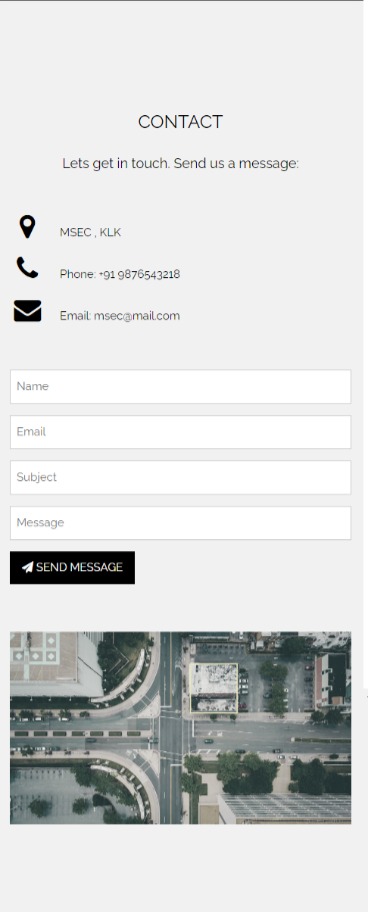 CONTACT
Lets get in touch. Send us a message:
MSEC , KLK
Phone: +91 9876543218
Email: msec@mail.com
Name
Email
Subject
Message
SEND MESSAGE